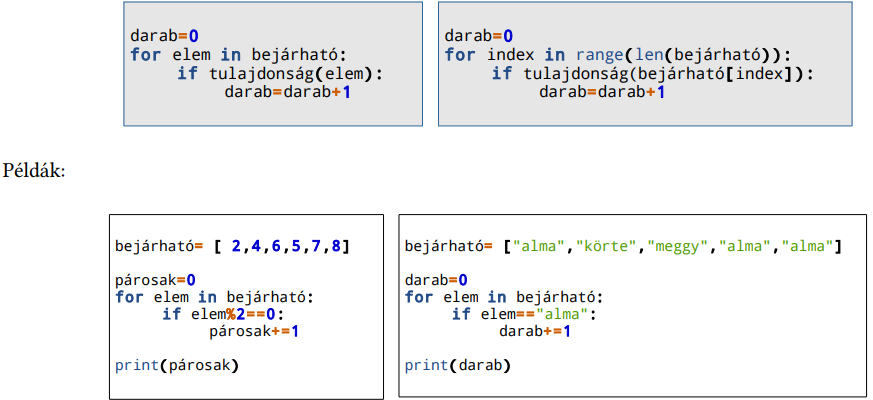 darab=0
for elem in bejárható:
    if tulajdonság(elem):
        darab=darab+1
darab=0
for index in range(len(bejárható)):
    if tulajdonság(bejárható[index]):
        darab=darab+1
Példák:
bejárható= [ 2,4,6,5,7,8]
párosak=0
for elem in bejárható:
    if elem%2==0:
        párosak+=1
print(párosak)
bejárható= ["alma","körte","meggy","alma","alma"]
darab=0
for elem in bejárható:
    if elem=="alma":
        darab+=1
print(darab)